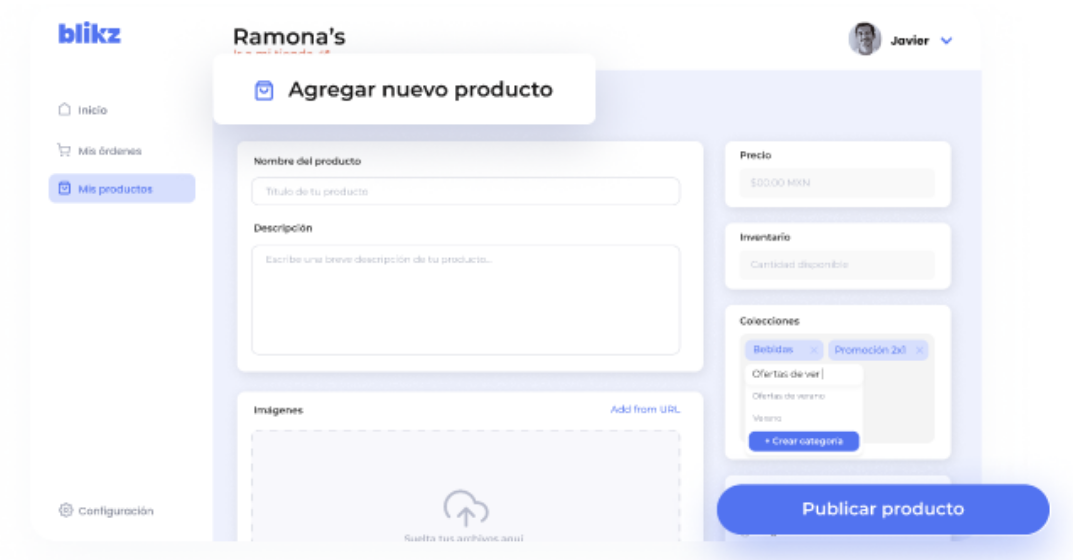 blikz
Ramona's
Javier
Agregar nuevo producto
Inicio
Mis órdenes
Mis productos
Configuración
Nombre del producto
Título de tu producto
Descripción
Escribe una breve descripción de tu producto...
Imágenes
Add from URL
Suelta tus archivos aquí
Precio
$00.00 MXN
Inventario
Cantidad disponible
Colecciones
Bebidas
Promoción 2x1
Ofertas de ver
Ofertas de verano
Verano
+ Crear categoría
Publicar producto